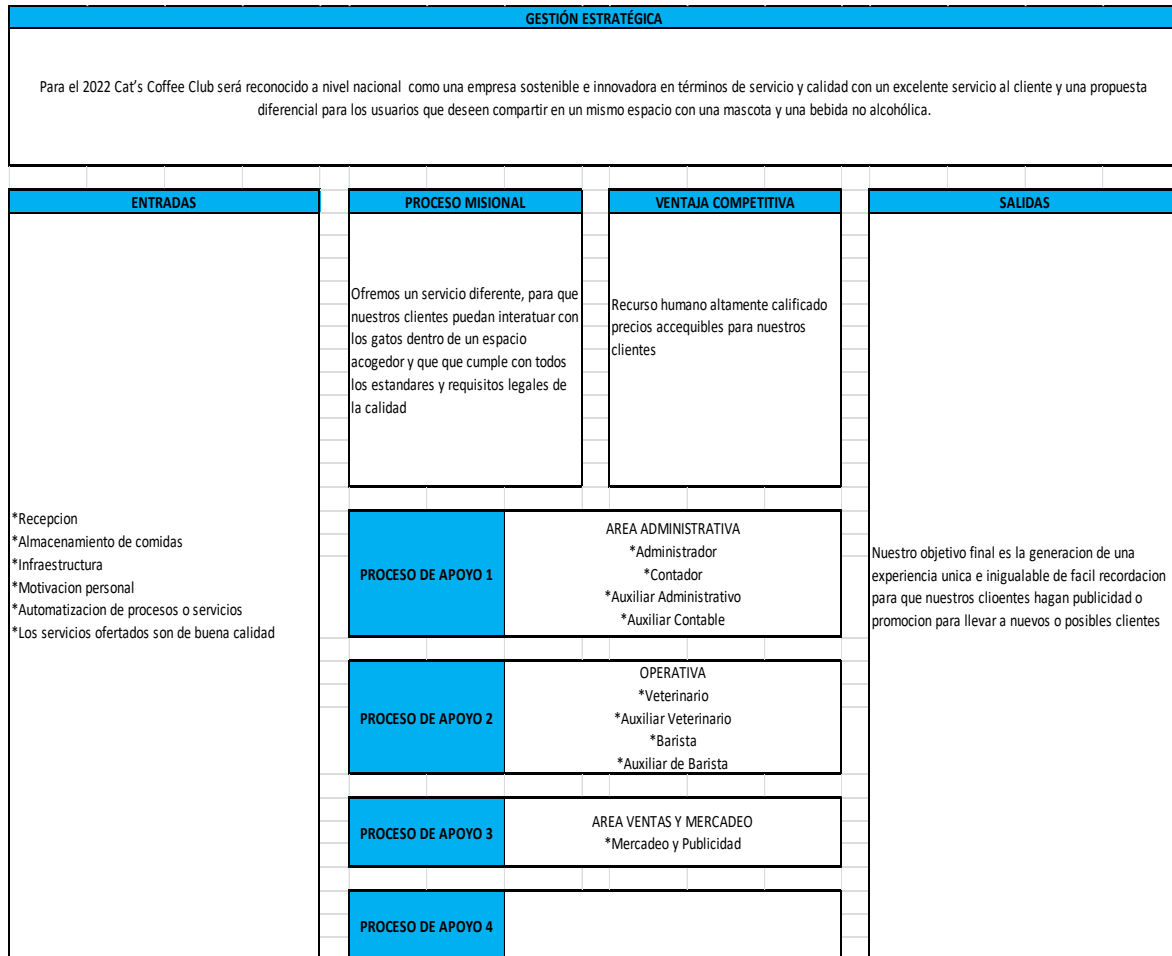 GESTIÓN ESTRATÉGICA
Para el 2022 Cat's Coffee Club será reconocido a nivel nacional como una empresa sostenible e innovadora en términos de servicio y calidad con un excelente servicio al cliente y una propuesta
diferencial para los usuarios que deseen compartir en un mismo espacio con una mascota y una bebida no alcohólica.
ENTRADAS
*Recepcion
*Almacenamiento de comidas
*Infraestructura
*Motivacion personal
*Automatizacion de procesos o servicios
*Los servicios ofertados son de buena calidad
PROCESO MISIONAL
Ofremos un servicio diferente, para que
nuestros clientes puedan interatuar con
los gatos dentro de un espacio
acogedor y que que cumple con todos
los estandares y requisitos legales de
la calidad
VENTAJA COMPETITIVA
Recurso humano altamente calificado
precios accequibles para nuestros
clientes
PROCESO DE APOYO 1
AREA ADMINISTRATIVA
*Administrador
*Contador
*Auxiliar Administrativo
*Auxiliar Contable
PROCESO DE APOYO 2
OPERATIVA
*Veterinario
*Auxiliar Veterinario
*Barista
*Auxiliar de Barista
PROCESO DE APOYO 3
AREA VENTAS Y MERCADEO
*Mercadeo y Publicidad
PROCESO DE APOYO 4
SALIDAS
Nuestro objetivo final es la generacion de una
experiencia unica e inigualable de facil recordacion
para que nuestros clioentes hagan publicidad o
promocion para llevar a nuevos o posibles clientes